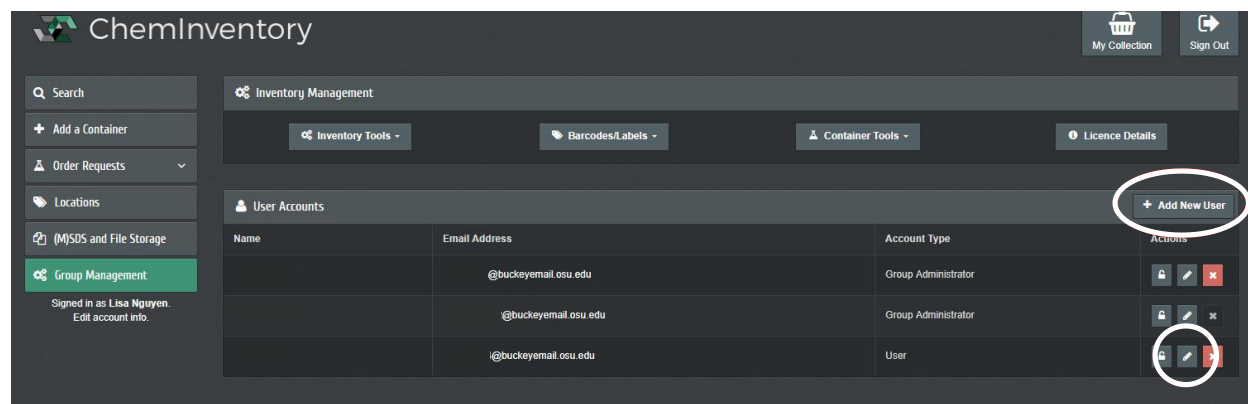 ChemInventory
My Collection
Sign Out
Search
Add a Container
Order Requests
Locations
(M)SDS and File Storage
Group Management
Signed in as Lisa Nguyen.
Edit account info.
Inventory Management
Inventory Tools
Barcodes/Labels
Container Tools
Licence Details
User Accounts
+ Add New User
Name Email Address Account Type Actions
@buckeyemail.osu.edu Group Administrator
@buckeyemail.osu.edu Group Administrator
@buckeyemail.osu.edu User